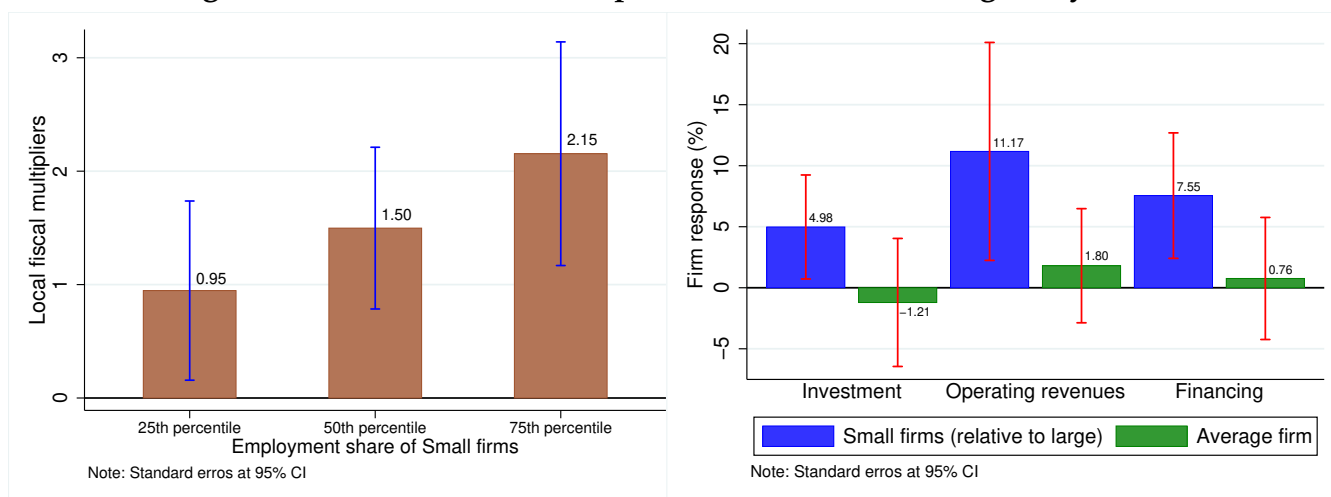 3
2
1
0
Local fiscal multipliers
0.95
1.50
2.15
25th percentile
50th percentile
75th percentile
Employment share of Small firms
Note: Standard erros at 95% CI
20
15
10
5
0
−5
Firm response (%)
4.98
−1.21
11.17
1.80
7.55
0.76
Investment
Operating revenues
Financing
Small firms (relative to large)
Average firm
Note: Standard erros at 95% CI